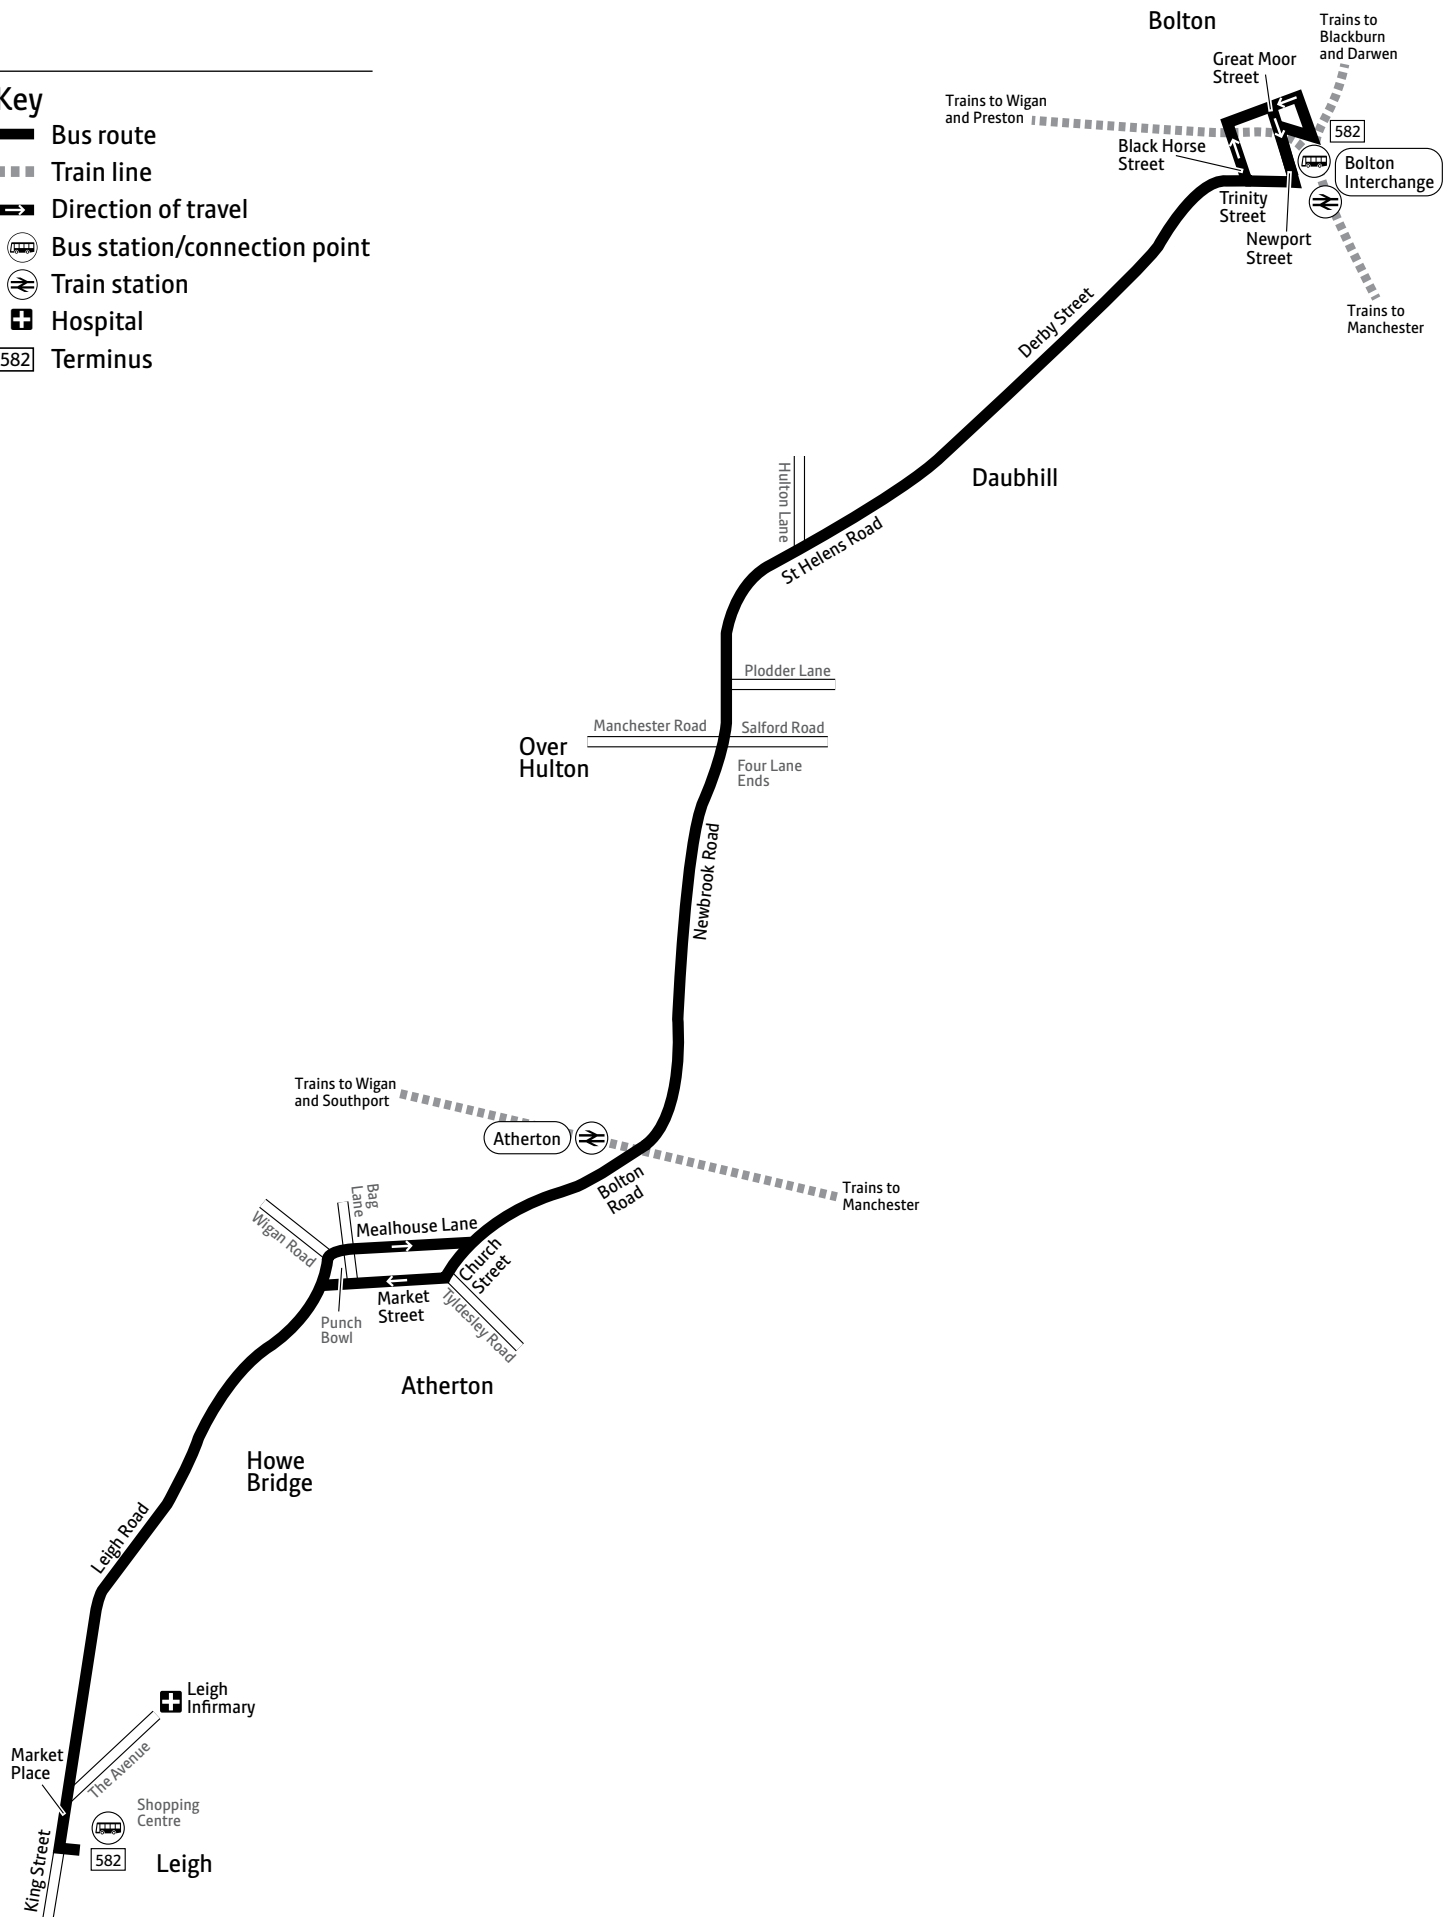 Bolton
Trains to
Blackburn
and Darwen
Great Moor
Street
Key
Bus route
Train line
Direction of travel
Bus station/connection point
Train station
Hospital
582
Terminus
Trains to Wigan
and Preston
582
Black Horse
Street
Bolton
Interchange
Trinity
Street
Newport
Street
Trains to
Manchester
Derby Street
Daubhill
Hulton Lane
St Helens Road
Plodder Lane
Manchester Road
Salford Road
Over
Hulton
Four Lane
Ends
Newbrook Road
Trains to Wigan
and Southport
Atherton
Bolton
Road
Trains to
Manchester
Bag
Lane
Wigan Road
Mealhouse Lane
Church
Street
Market
Street
Punch
Bowl
Tyldesley Road
Atherton
Howe
Bridge
Leigh Road
Leigh
Infirmary
Market
Place
The Avenue
Shopping
Centre
582
Leigh
King Street